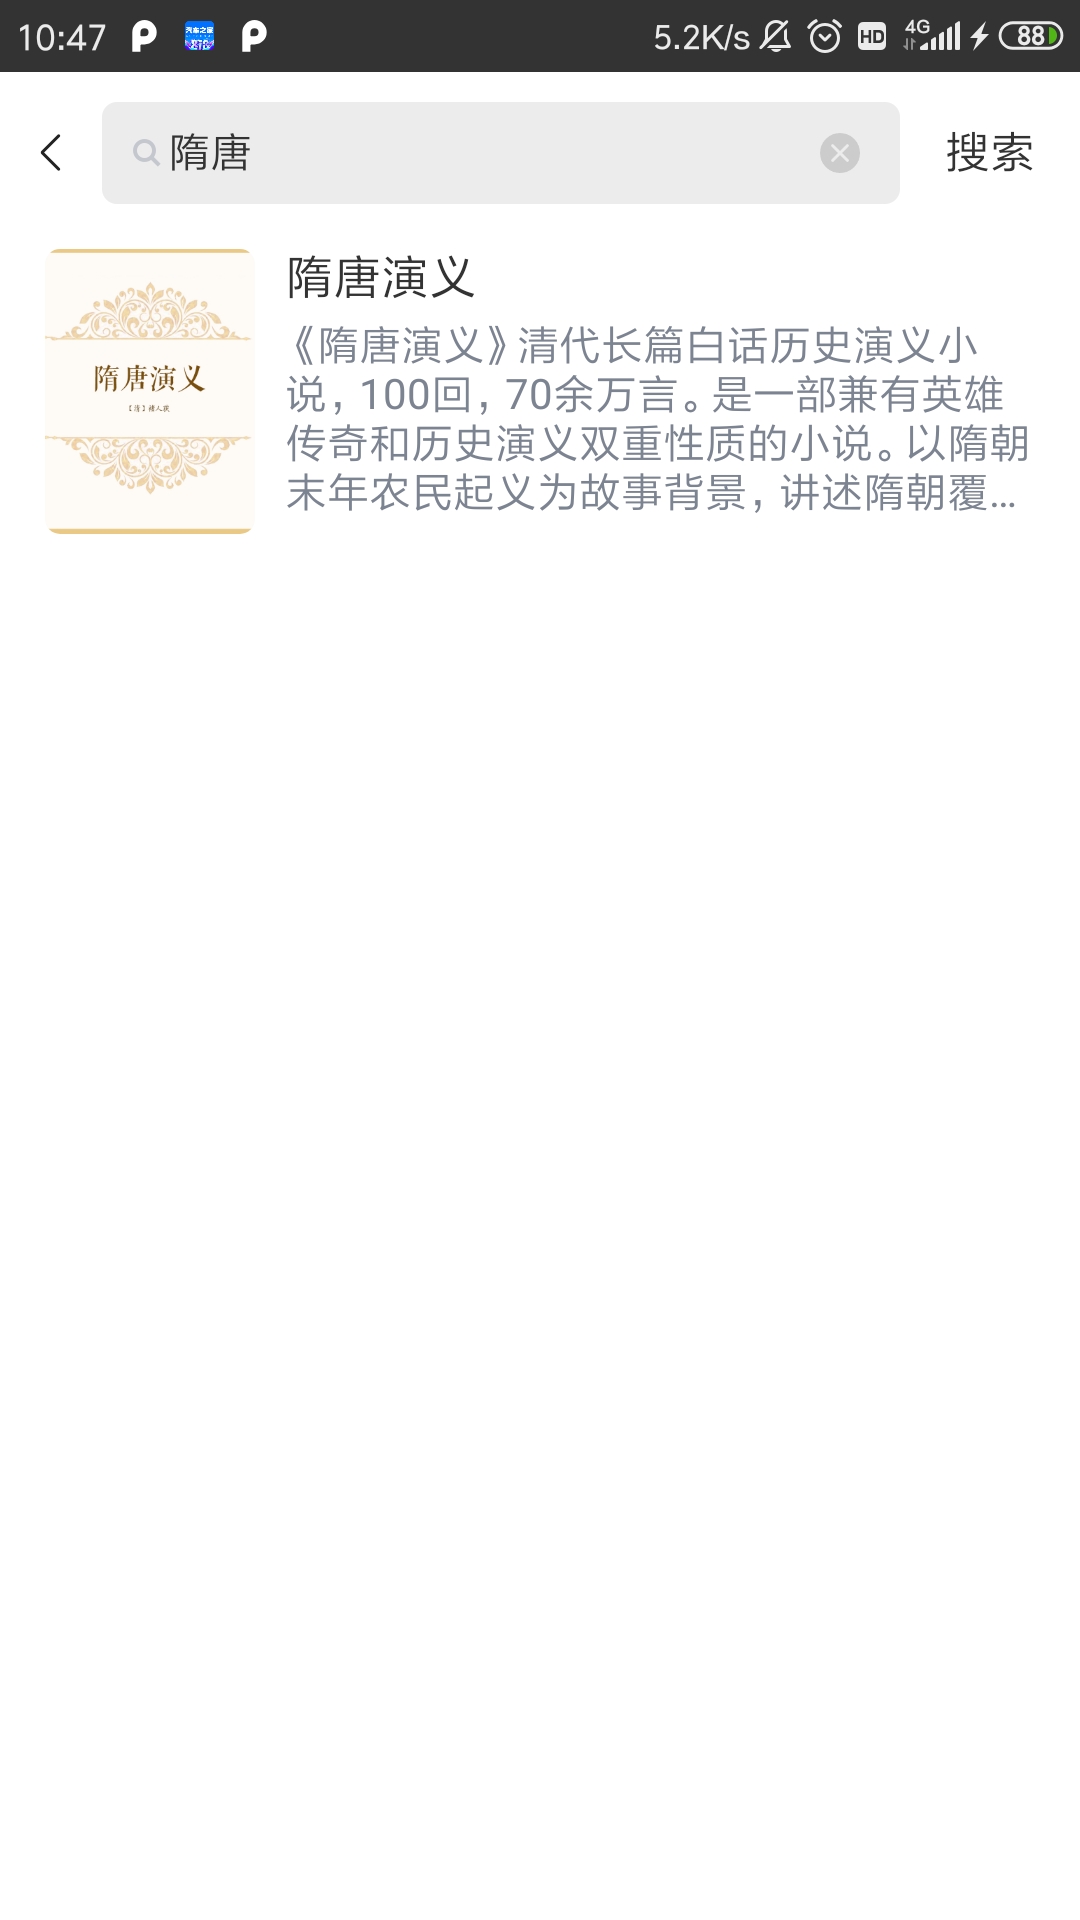 10:47
5.2K/s
HD
4G
88
隋唐
搜索
隋唐演义
《隋唐演义》清代长篇白话历史演义小
说，100回，70余万言。是一部兼有英雄
传奇和历史演义双重性质的小说。以隋朝
末年农民起义为故事背景，讲述隋朝覆...
隋唐演义
【清】褚人获
汽车之家